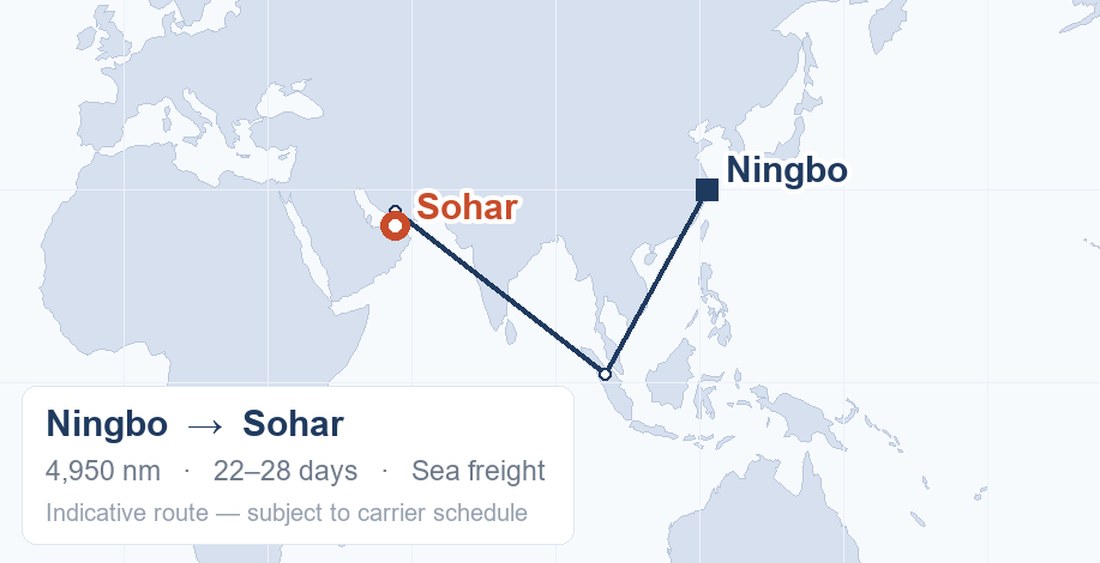 Ningbo
Sohar
Ningbo → Sohar
4,950 nm · 22–28 days · Sea freight
Indicative route — subject to carrier schedule